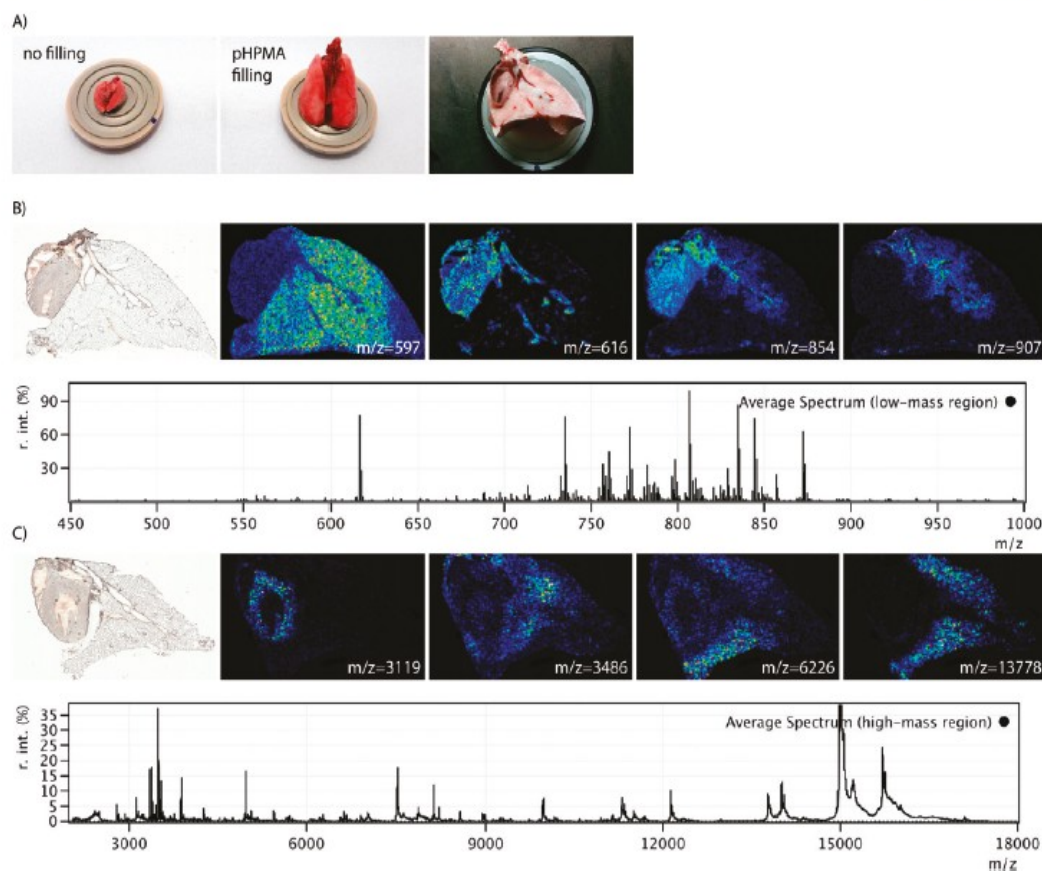 A)
no filling
pHPMA
filling
B)
m/z=597
m/z=616
m/z=854
m/z=907
r. int. (%)
90
60
30
Average Spectrum (low-mass region)
450 500 550 600 650 700 750 800 850 900 950 1000
m/z
C)
m/z=3119
m/z=3486
m/z=6226
m/z=13778
r. int. (%)
35
30
25
20
15
10
5
0
Average Spectrum (high-mass region)
3000 6000 9000 12000 15000 18000
m/z